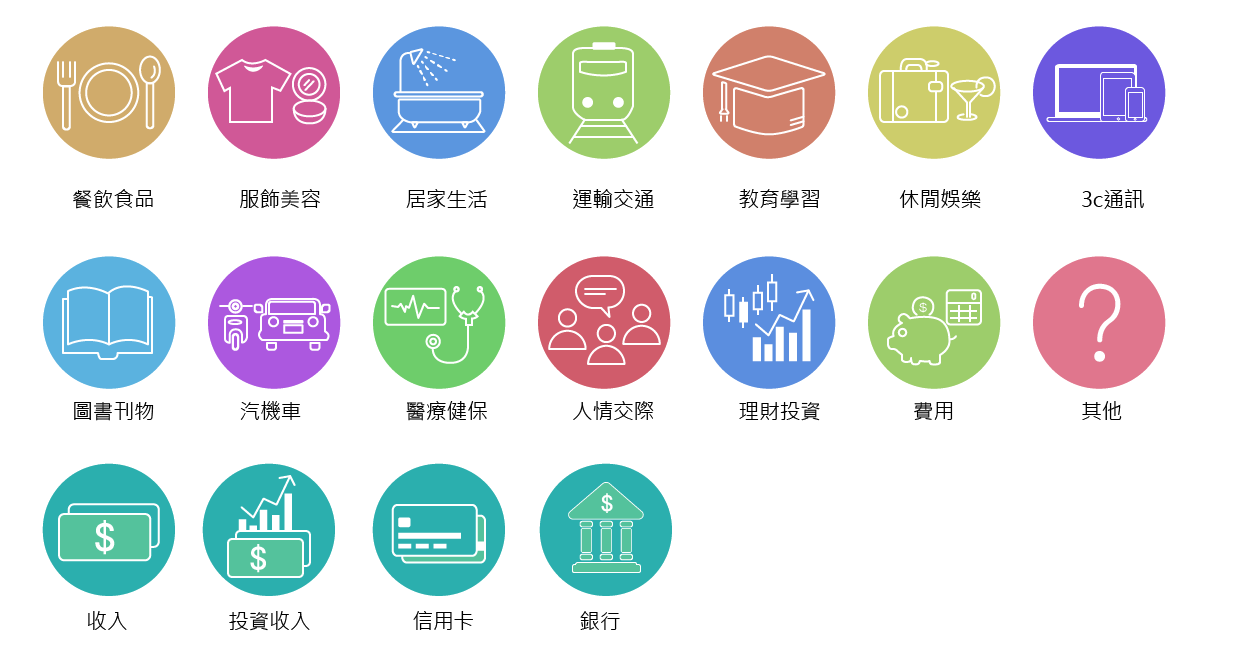 餐飲食品
服飾美容
居家生活
運輸交通
教育學習
休閒娛樂
3c通訊
$
圖書刊物
汽機車
醫療健保
人情交際
理財投資
費用
其他
$
$
$
收入
投資收入
信用卡
銀行